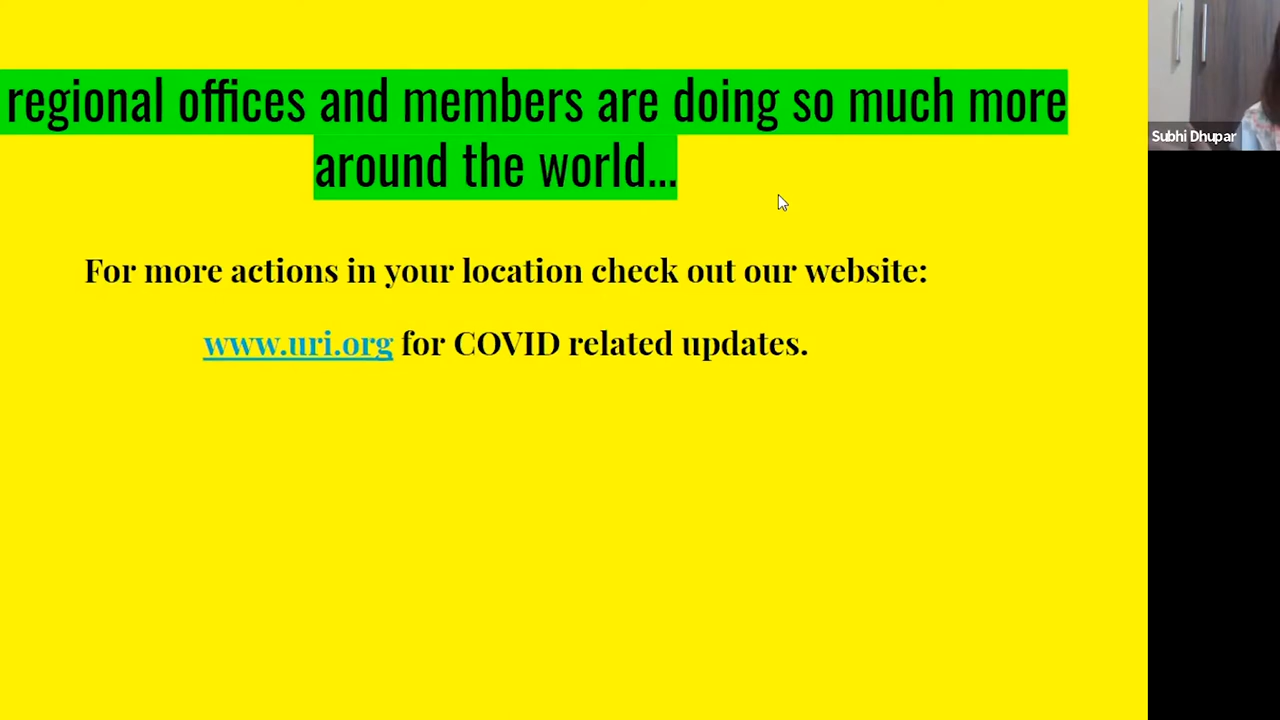 regional offices and members are doing so much more
around the world...
For more actions in your location check out our website:
www.uri.org for COVID related updates.
Subhi Dhupar